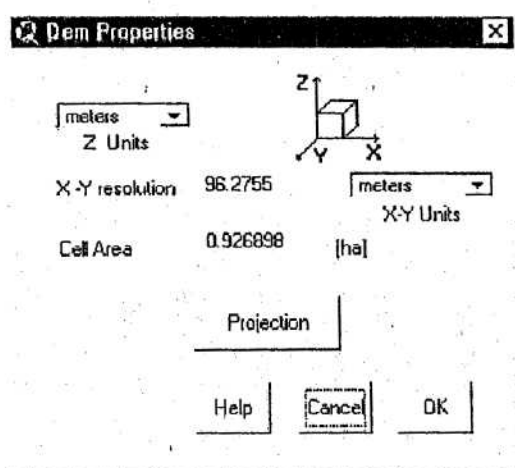 Dem Properties
Z
meters
Z Units
Y X
X-Y resolution 96.2755 meters
X-Y Units
Cell Area 0.926898 [ha]
Projection
Help Cancel OK